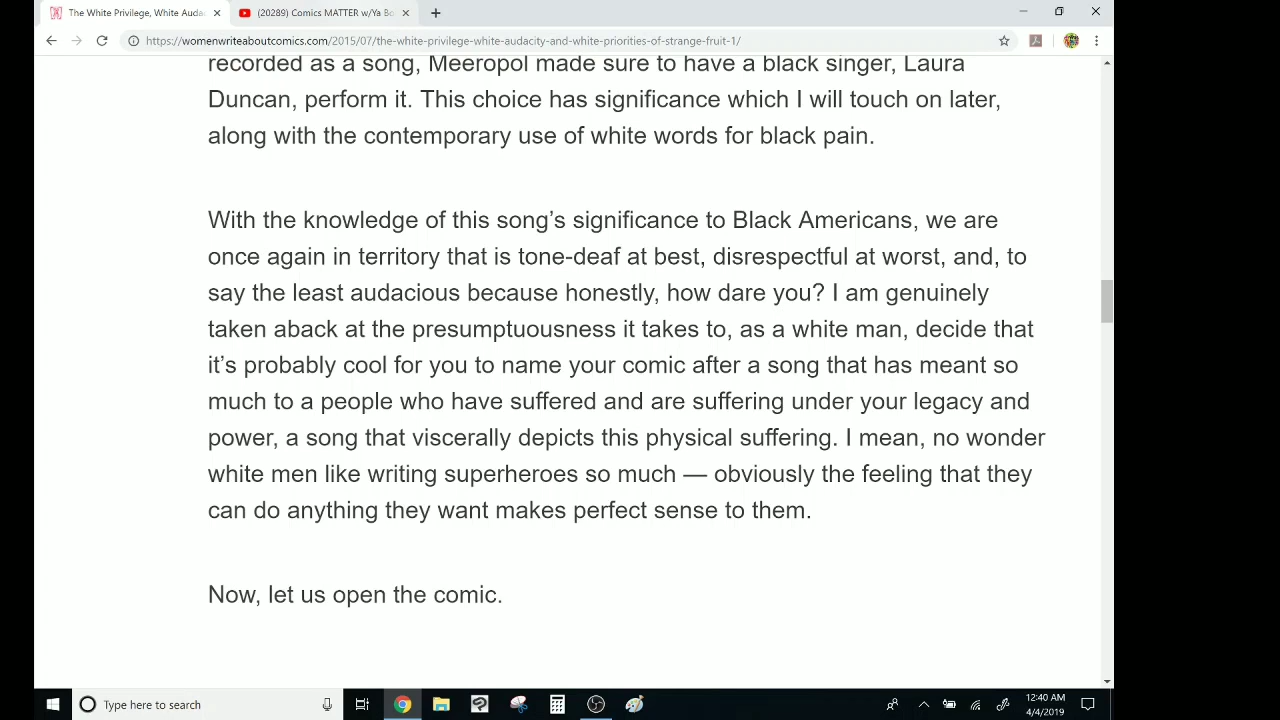 The White Privilege, White Auda
(20289) Comics MATTER w/Ya Bo
https://womenwriteaboutcomics.com/2015/07/the-white-privilege-white-audacity-and-white-priorities-of-strange-fruit-1/
recorded as a song, Meeropol made sure to have a black singer, Laura
Duncan, perform it. This choice has significance which I will touch on later,
along with the contemporary use of white words for black pain.
With the knowledge of this song’s significance to Black Americans, we are
once again in territory that is tone-deaf at best, disrespectful at worst, and, to
say the least audacious because honestly, how dare you? I am genuinely
taken aback at the presumptuousness it takes to, as a white man, decide that
it’s probably cool for you to name your comic after a song that has meant so
much to a people who have suffered and are suffering under your legacy and
power, a song that viscerally depicts this physical suffering. I mean, no wonder
white men like writing superheroes so much — obviously the feeling that they
can do anything they want makes perfect sense to them.
Now, let us open the comic.
Type here to search
12:40 AM
4/4/2019